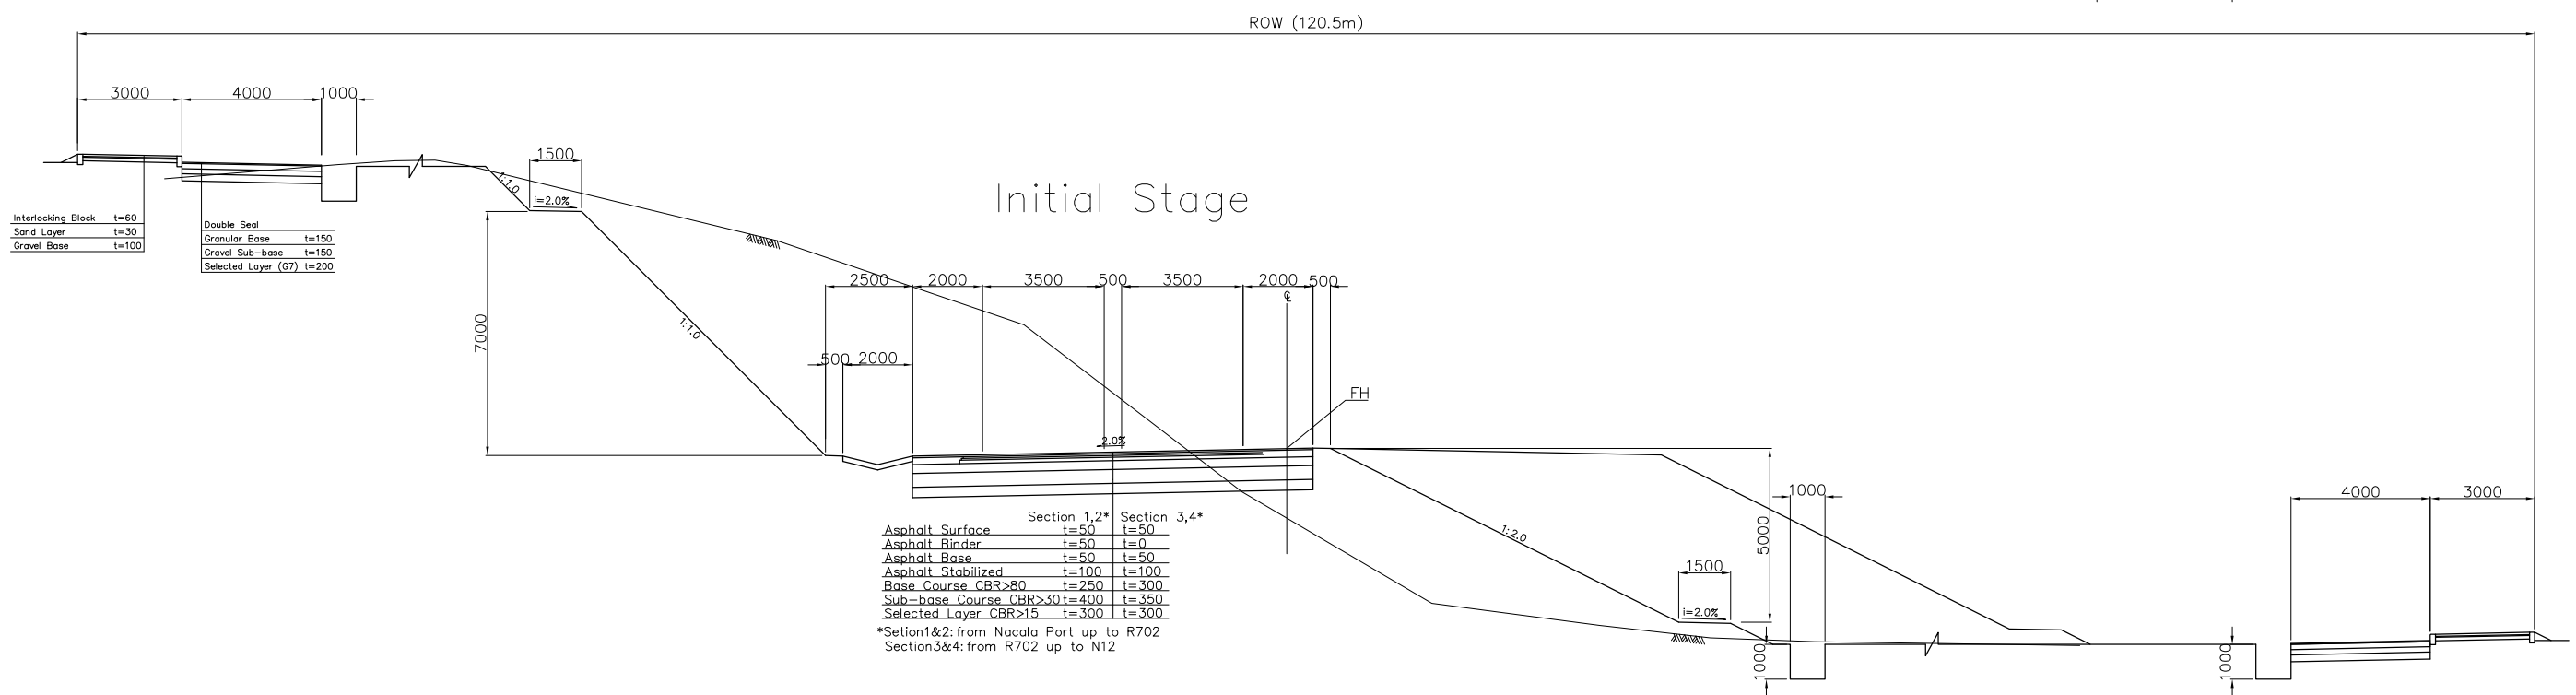 ROW (120.5m)
3000 4000 1000
1500
1:1.0
i=2.0%
Initial Stage
Interlocking Block t=60
Sand Layer t=30
Gravel Base t=100
Double Seal
Granular Base t=150
Gravel Sub-base t=150
Selected Layer (G7) t=200
2500 2000 3500 500 3500 2000 500
℄
7000
1:1.0
500 2000
FH
2.0%
1000
4000 3000
5000
1:2.0
1500
i=2.0%
1000
1000
Section 1,2* Section 3,4*
Asphalt Surface t=50 t=50
Asphalt Binder t=50 t=0
Asphalt Base t=50 t=50
Asphalt Stabilized t=100 t=100
Base Course CBR>80 t=250 t=300
Sub-base Course CBR>30 t=400 t=350
Selected Layer CBR>15 t=300 t=300
*Setion1&2: from Nacala Port up to R702
Section3&4: from R702 up to N12